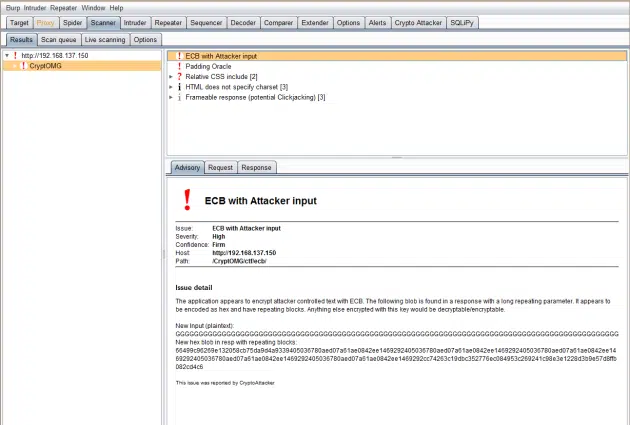 Burp Intruder Repeater Window Help
Target Proxy Spider Scanner Intruder Repeater Sequencer Decoder Comparer Extender Options Alerts Crypto Attacker SQLiPy
Results Scan queue Live scanning Options
http://192.168.137.150
CryptOMG
ECB with Attacker input
Padding Oracle
Relative CSS include [2]
HTML does not specify charset [3]
Frameable response (potential Clickjacking) [3]
Advisory Request Response
ECB with Attacker input
Issue: ECB with Attacker input
Severity: High
Confidence: Firm
Host: http://192.168.137.150
Path: /CryptOMG/ctf/ecb/
Issue detail
The application appears to encrypt attacker controlled text with ECB. The following blob is found in a response with a long repeating parameter. It appears
to be encoded as hex and have repeating blocks. Anything else encrypted with this key would be decryptable/encryptable.
New Input (plaintext):
New hex blob in resp with repeating blocks:
This issue was reported by CryptoAttacker